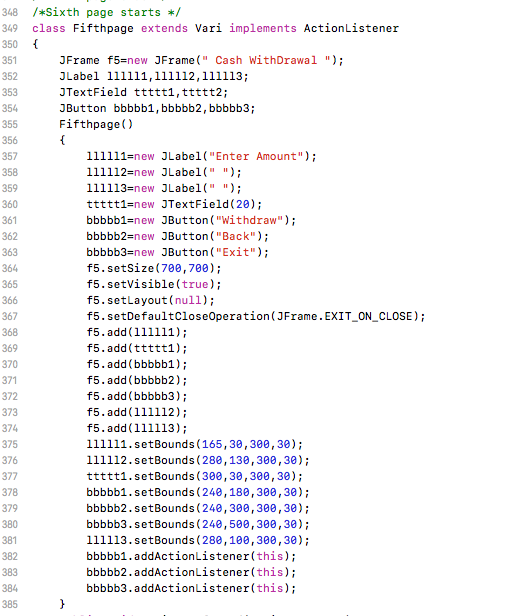 348 /*Sixth page starts */
349 class Fifthpage extends Vari implements ActionListener
350 {
351 JFrame f5=new JFrame(" Cash WithDrawal ");
352 JLabel lllll1,lllll2,lllll3;
353 JTextField ttttt1,ttttt2;
354 JButton bbbbb1,bbbbb2,bbbbb3;
355 Fifthpage()
356 {
357 lllll1=new JLabel("Enter Amount");
358 lllll2=new JLabel(" ");
359 lllll3=new JLabel(" ");
360 ttttt1=new JTextField(20);
361 bbbbb1=new JButton("Withdraw");
362 bbbbb2=new JButton("Back");
363 bbbbb3=new JButton("Exit");
364 f5.setSize(700,700);
365 f5.setVisible(true);
366 f5.setLayout(null);
367 f5.setDefaultCloseOperation(JFrame.EXIT_ON_CLOSE);
368 f5.add(lllll1);
369 f5.add(ttttt1);
370 f5.add(bbbbb1);
371 f5.add(bbbbb2);
372 f5.add(bbbbb3);
373 f5.add(lllll2);
374 f5.add(lllll3);
375 lllll1.setBounds(165,30,300,30);
376 lllll2.setBounds(280,130,300,30);
377 ttttt1.setBounds(300,30,300,30);
378 bbbbb1.setBounds(240,180,300,30);
379 bbbbb2.setBounds(240,300,300,30);
380 bbbbb3.setBounds(240,500,300,30);
381 lllll3.setBounds(280,100,300,30);
382 bbbbb1.addActionListener(this);
383 bbbbb2.addActionListener(this);
384 bbbbb3.addActionListener(this);
385 }